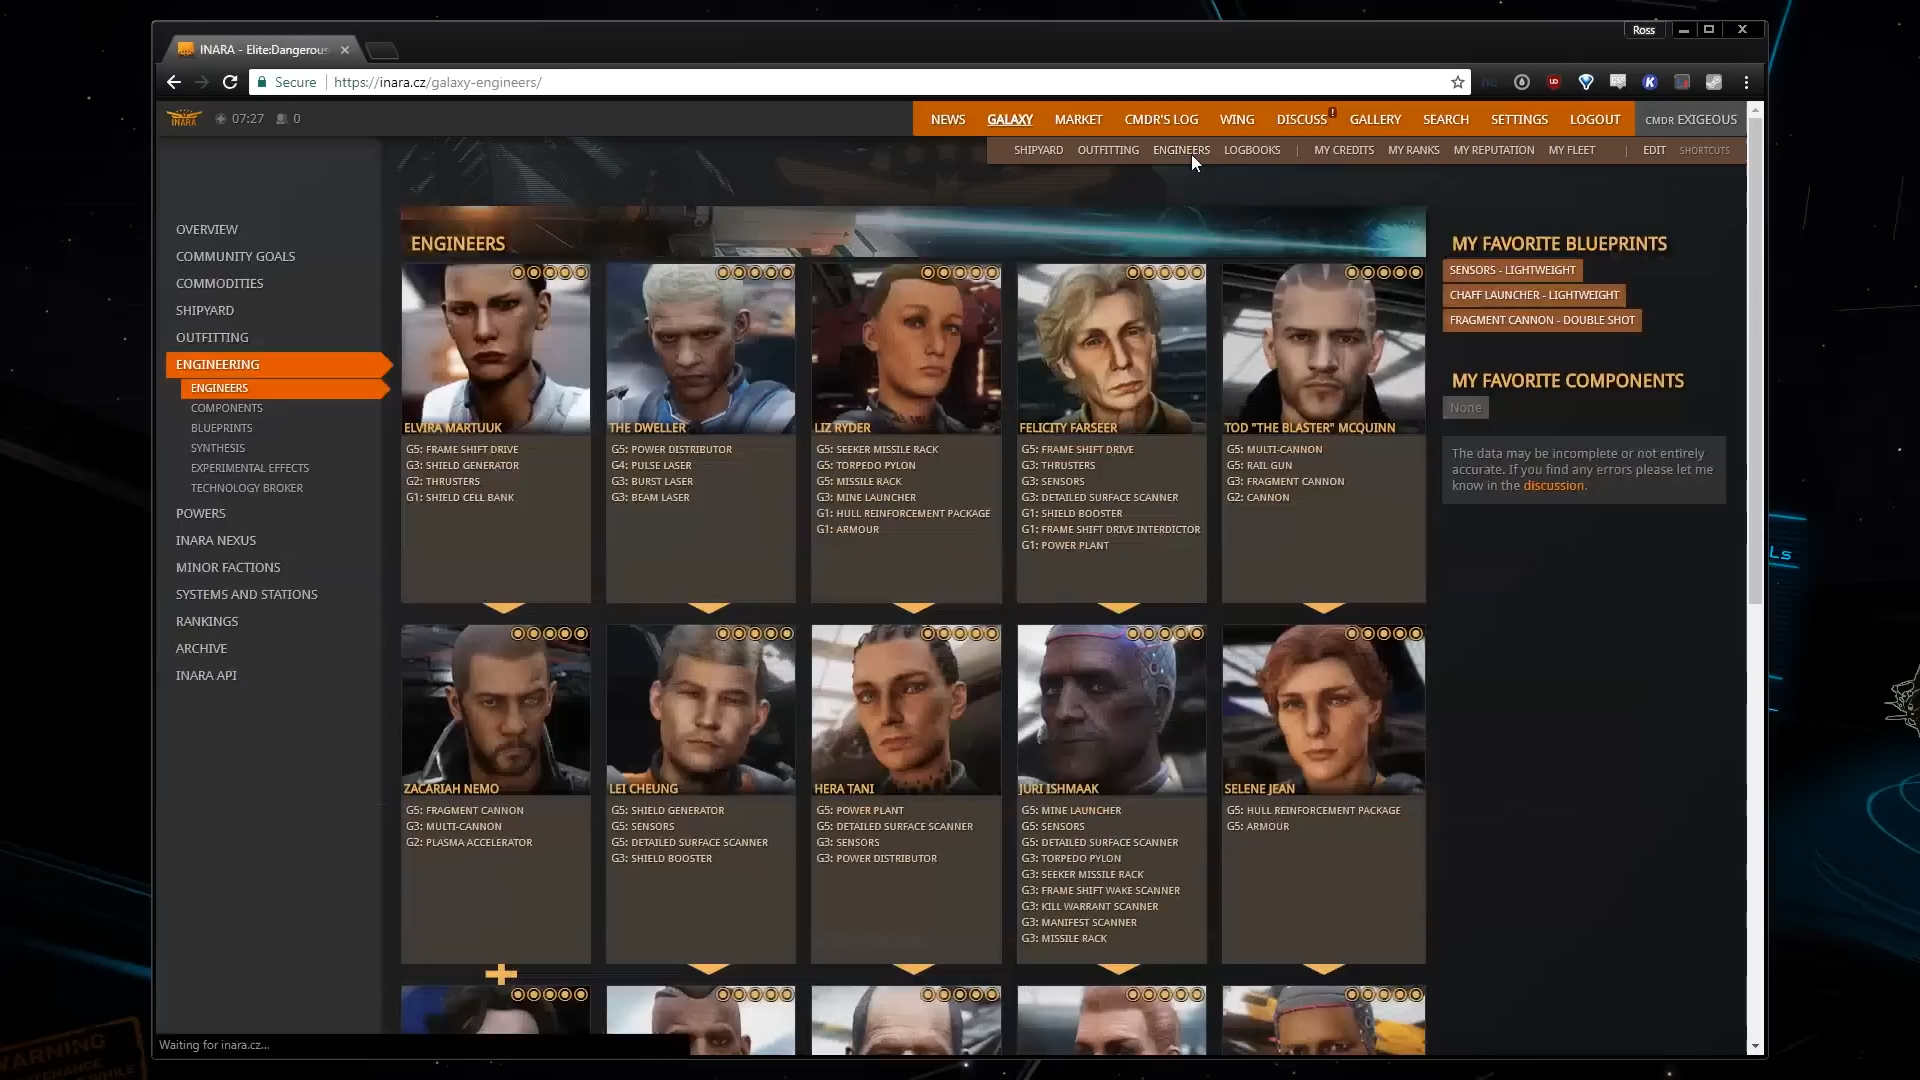 Ross
INARA - Elite:Dangerous
Secure
https://inara.cz/galaxy-engineers/
INARA
07:27
0
NEWS
GALAXY
MARKET
CMDR'S LOG
WING
DISCUSS
!
GALLERY
SEARCH
SETTINGS
LOGOUT
CMDR EXIGEOUS
SHIPYARD
OUTFITTING
ENGINEERS
LOGBOOKS
MY CREDITS
MY RANKS
MY REPUTATION
MY FLEET
EDIT
SHORTCUTS
OVERVIEW
COMMUNITY GOALS
COMMODITIES
SHIPYARD
OUTFITTING
ENGINEERING
ENGINEERS
COMPONENTS
BLUEPRINTS
SYNTHESIS
EXPERIMENTAL EFFECTS
TECHNOLOGY BROKER
POWERS
INARA NEXUS
MINOR FACTIONS
SYSTEMS AND STATIONS
RANKINGS
ARCHIVE
INARA API
ENGINEERS
ELVIRA MARTUUK
G5: FRAME SHIFT DRIVE
G3: SHIELD GENERATOR
G2: THRUSTERS
G1: SHIELD CELL BANK
THE DWELLER
G5: POWER DISTRIBUTOR
G4: PULSE LASER
G3: BURST LASER
G3: BEAM LASER
LIZ RYDER
G5: SEEKER MISSILE RACK
G5: TORPEDO PYLON
G5: MISSILE RACK
G3: MINE LAUNCHER
G1: HULL REINFORCEMENT PACKAGE
G1: ARMOUR
FELICITY FARSEER
G5: FRAME SHIFT DRIVE
G3: THRUSTERS
G3: SENSORS
G3: DETAILED SURFACE SCANNER
G1: SHIELD BOOSTER
G1: FRAME SHIFT DRIVE INTERDICTOR
G1: POWER PLANT
TOD "THE BLASTER" MCQUINN
G5: MULTI-CANNON
G5: RAIL GUN
G3: FRAGMENT CANNON
G2: CANNON
ZACARIAH NEMO
G5: FRAGMENT CANNON
G3: MULTI-CANNON
G2: PLASMA ACCELERATOR
LEI CHEUNG
G5: SHIELD GENERATOR
G5: SENSORS
G5: DETAILED SURFACE SCANNER
G3: SHIELD BOOSTER
HERA TANI
G5: POWER PLANT
G5: DETAILED SURFACE SCANNER
G3: SENSORS
G3: POWER DISTRIBUTOR
JURI ISHMAAK
G5: MINE LAUNCHER
G5: SENSORS
G5: DETAILED SURFACE SCANNER
G3: TORPEDO PYLON
G3: SEEKER MISSILE RACK
G3: FRAME SHIFT WAKE SCANNER
G3: KILL WARRANT SCANNER
G3: MANIFEST SCANNER
G3: MISSILE RACK
SELENE JEAN
G5: HULL REINFORCEMENT PACKAGE
G5: ARMOUR
MY FAVORITE BLUEPRINTS
SENSORS - LIGHTWEIGHT
CHAFF LAUNCHER - LIGHTWEIGHT
FRAGMENT CANNON - DOUBLE SHOT
MY FAVORITE COMPONENTS
None
The data may be incomplete or not entirely
accurate. If you find any errors please let me
know in the discussion.
Ls
Waiting for inara.cz...
WARNING